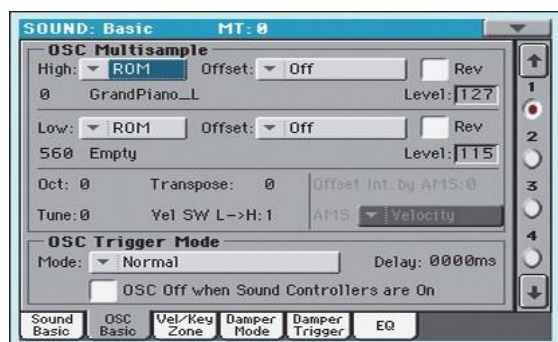 SOUND: Basic MT: 0
OSC Multisample
High: ROM Offset: Off Rev
0 GrandPiano_L Level: 127
Low: ROM Offset: Off Rev
560 Empty Level: 115
Oct: 0 Transpose: 0 Offset Int. by AMS: 0
Tune: 0 Vel SW L->H: 1 AMS: Velocity
OSC Trigger Mode
Mode: Normal Delay: 0000ms
OSC Off when Sound Controllers are On
1
2
3
4
Sound Basic OSC Basic Vel/Key Zone Damper Mode Damper Trigger EQ